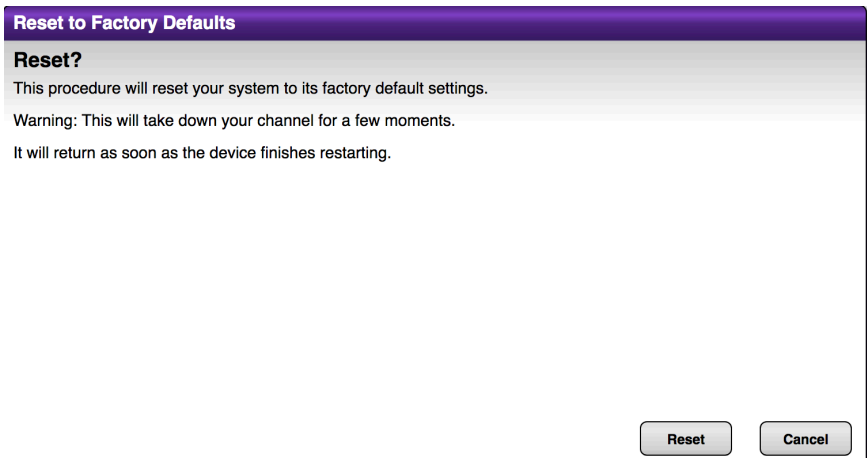 Reset to Factory Defaults
Reset?
This procedure will reset your system to its factory default settings.
Warning: This will take down your channel for a few moments.
It will return as soon as the device finishes restarting.
Reset
Cancel